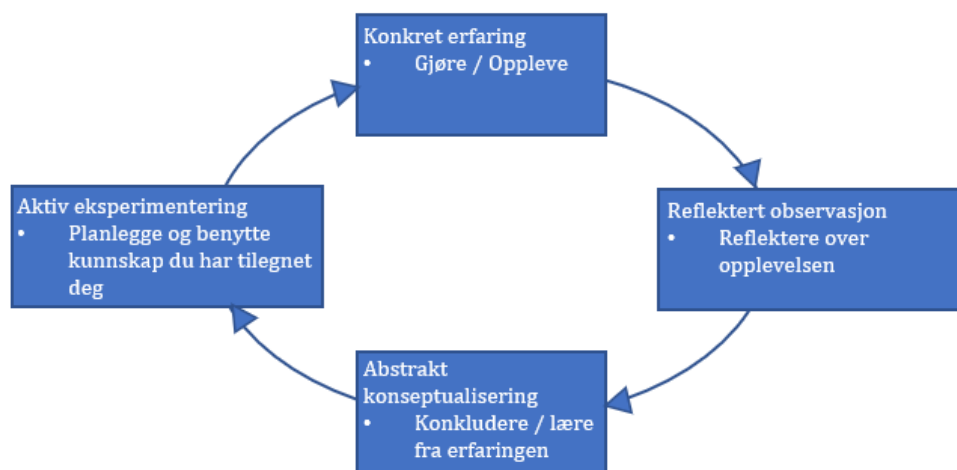 Konkret erfaring
• Gjøre / Oppleve
Reflektert observasjon
• Reflektere over
opplevelsen
Abstrakt
konseptualisering
• Konkludere / lære
fra erfaringen
Aktiv eksperimentering
• Planlegge og benytte
kunnskap du har tilegnet
deg